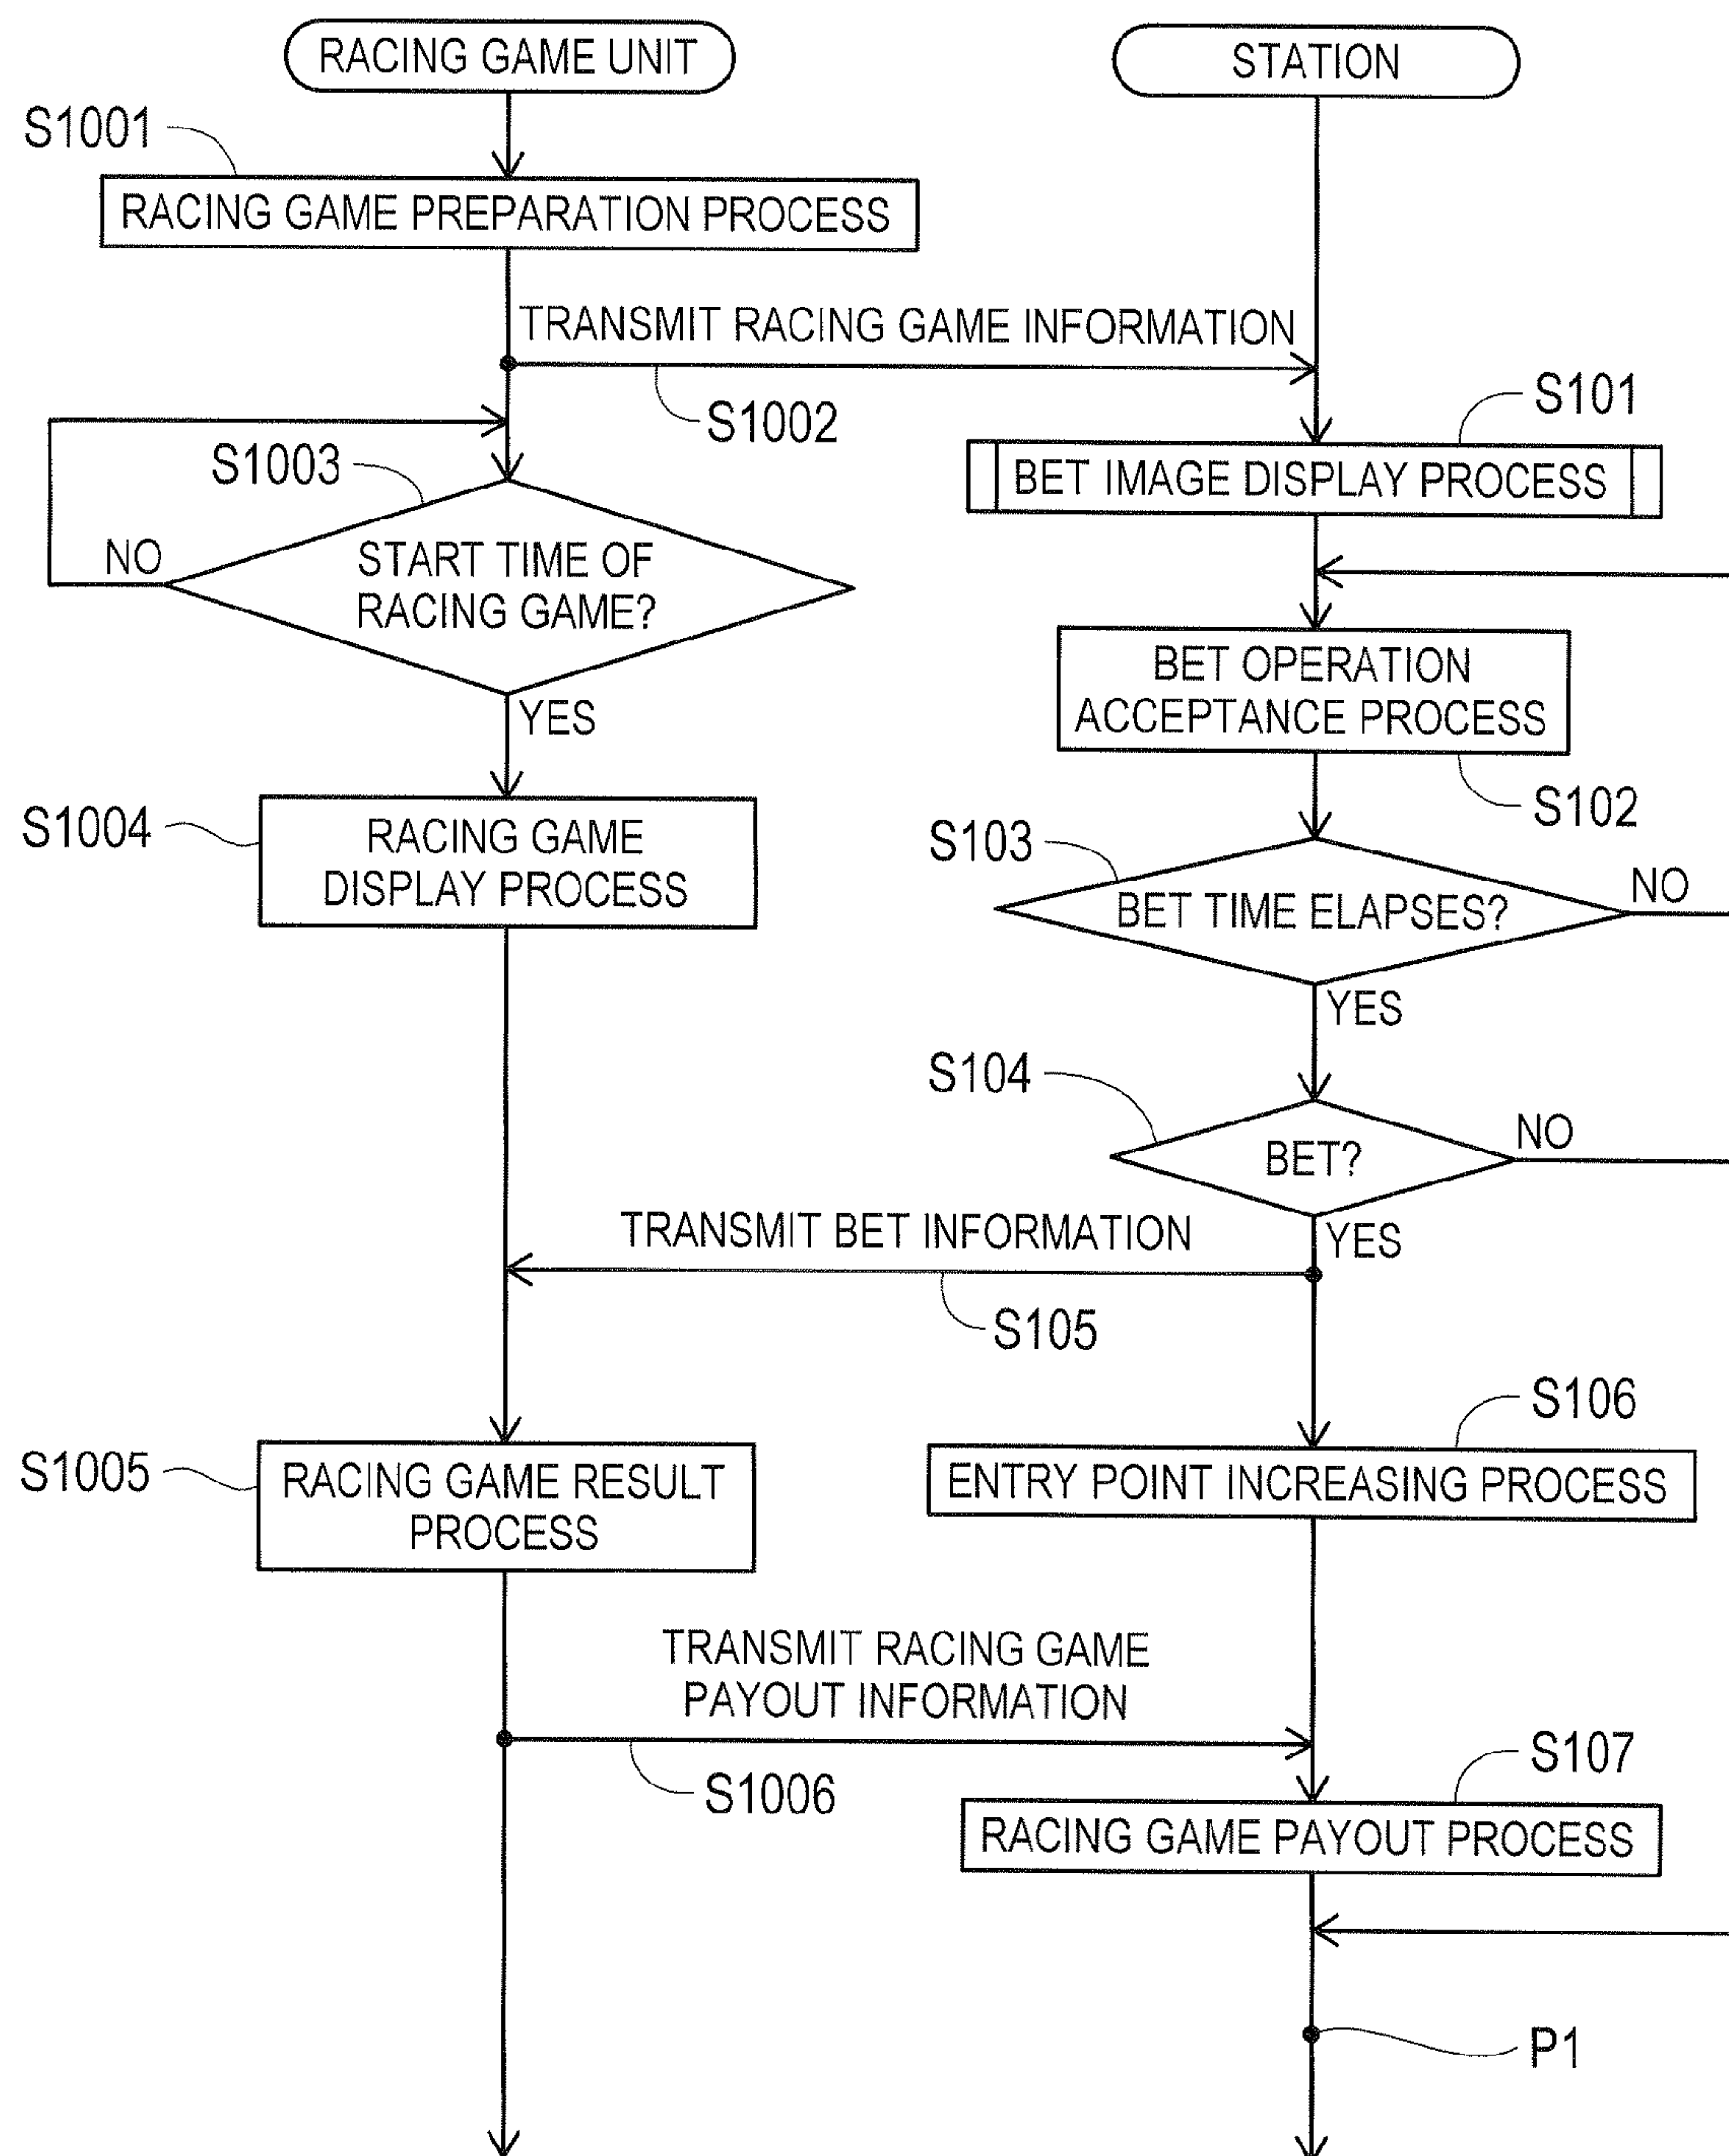 RACING GAME UNIT
STATION
S1001
RACING GAME PREPARATION PROCESS
TRANSMIT RACING GAME INFORMATION
S1002
S101
BET IMAGE DISPLAY PROCESS
S1003
START TIME OF
RACING GAME?
NO
YES
BET OPERATION
ACCEPTANCE PROCESS
S102
S1004
RACING GAME
DISPLAY PROCESS
S103
BET TIME ELAPSES?
NO
YES
S104
BET?
NO
YES
TRANSMIT BET INFORMATION
S105
S106
ENTRY POINT INCREASING PROCESS
S1005
RACING GAME RESULT
PROCESS
TRANSMIT RACING GAME
PAYOUT INFORMATION
S1006
S107
RACING GAME PAYOUT PROCESS
P1